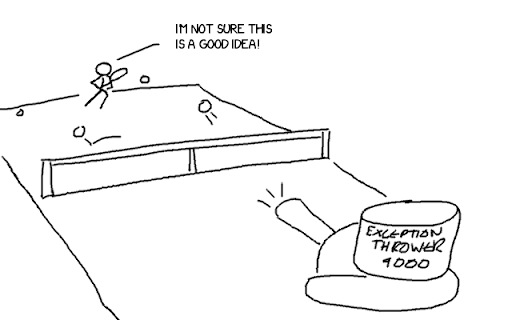 I'M NOT SURE THIS
IS A GOOD IDEA!
EXCEPTION
THROWER
9000